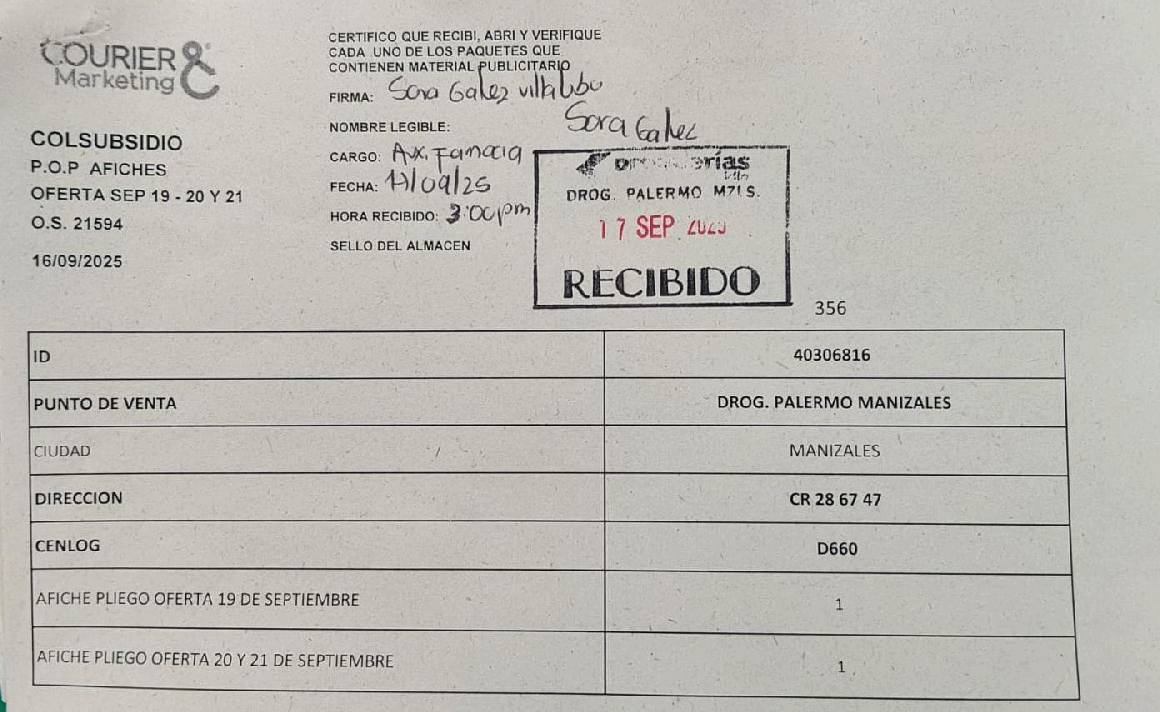 COURIER &
Marketing
COLSUBSIDIO
P.O.P AFICHES
OFERTA SEP 19 - 20 Y 21
O.S. 21594
16/09/2025
CERTIFICO QUE RECIBI, ABRI Y VERIFIQUE
CADA UNO DE LOS PAQUETES QUE
CONTIENEN MATERIAL PUBLICITARIO
FIRMA: Sara Galez
NOMBRE LEGIBLE: Sara Galez
CARGO: Aux. Farmacia
FECHA: 17/09/25
HORA RECIBIDO: 3:00pm
SELLO DEL ALMACEN
DROG. PALERMO MZLS.
17 SEP 2025
RECIBIDO
356
ID 40306816
PUNTO DE VENTA DROG. PALERMO MANIZALES
CIUDAD MANIZALES
DIRECCION CR 28 67 47
CENLOG D660
AFICHE PLIEGO OFERTA 19 DE SEPTIEMBRE 1
AFICHE PLIEGO OFERTA 20 Y 21 DE SEPTIEMBRE 1